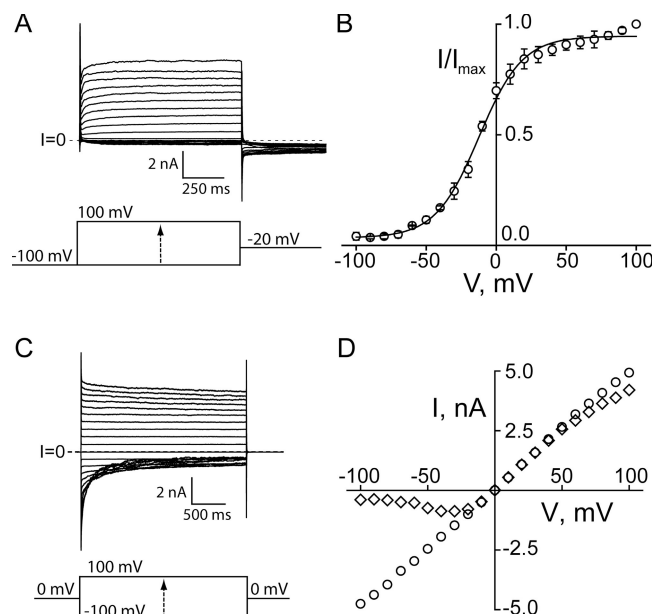 A
I=0
2 nA
250 ms
100 mV
-100 mV
-20 mV
B
I/Imax
1.0
0.5
0.0
-100
-50
0
50
100
V, mV
C
I=0
2 nA
500 ms
100 mV
0 mV
0 mV
-100 mV
D
I, nA
5.0
2.5
-100
-50
50
100
V, mV
-2.5
-5.0